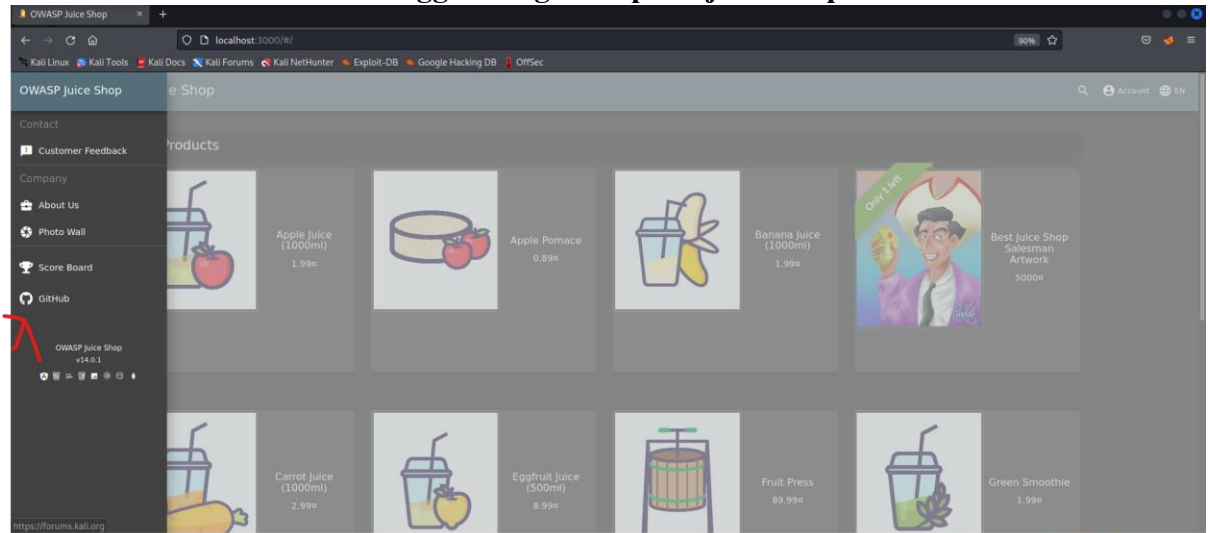 OWASP Juice Shop
localhost:3000/#/
90%
Kali Linux Kali Tools Kali Docs Kali Forums Kali NetHunter Exploit-DB Google Hacking DB OffSec
OWASP Juice Shop
e Shop
Account EN
Contact
Customer Feedback
Company
About Us
Photo Wall
Score Board
GitHub
OWASP Juice Shop
v14.0.1
Products
Apple Juice
(1000ml)
1.99¤
Apple Pomace
0.89¤
Banana Juice
(1000ml)
1.99¤
Only 1 left
Best Juice Shop
Salesman
Artwork
5000¤
Carrot Juice
(1000ml)
2.99¤
Eggfruit Juice
(500ml)
8.99¤
Fruit Press
89.99¤
Green Smoothie
1.99¤
https://forums.kali.org